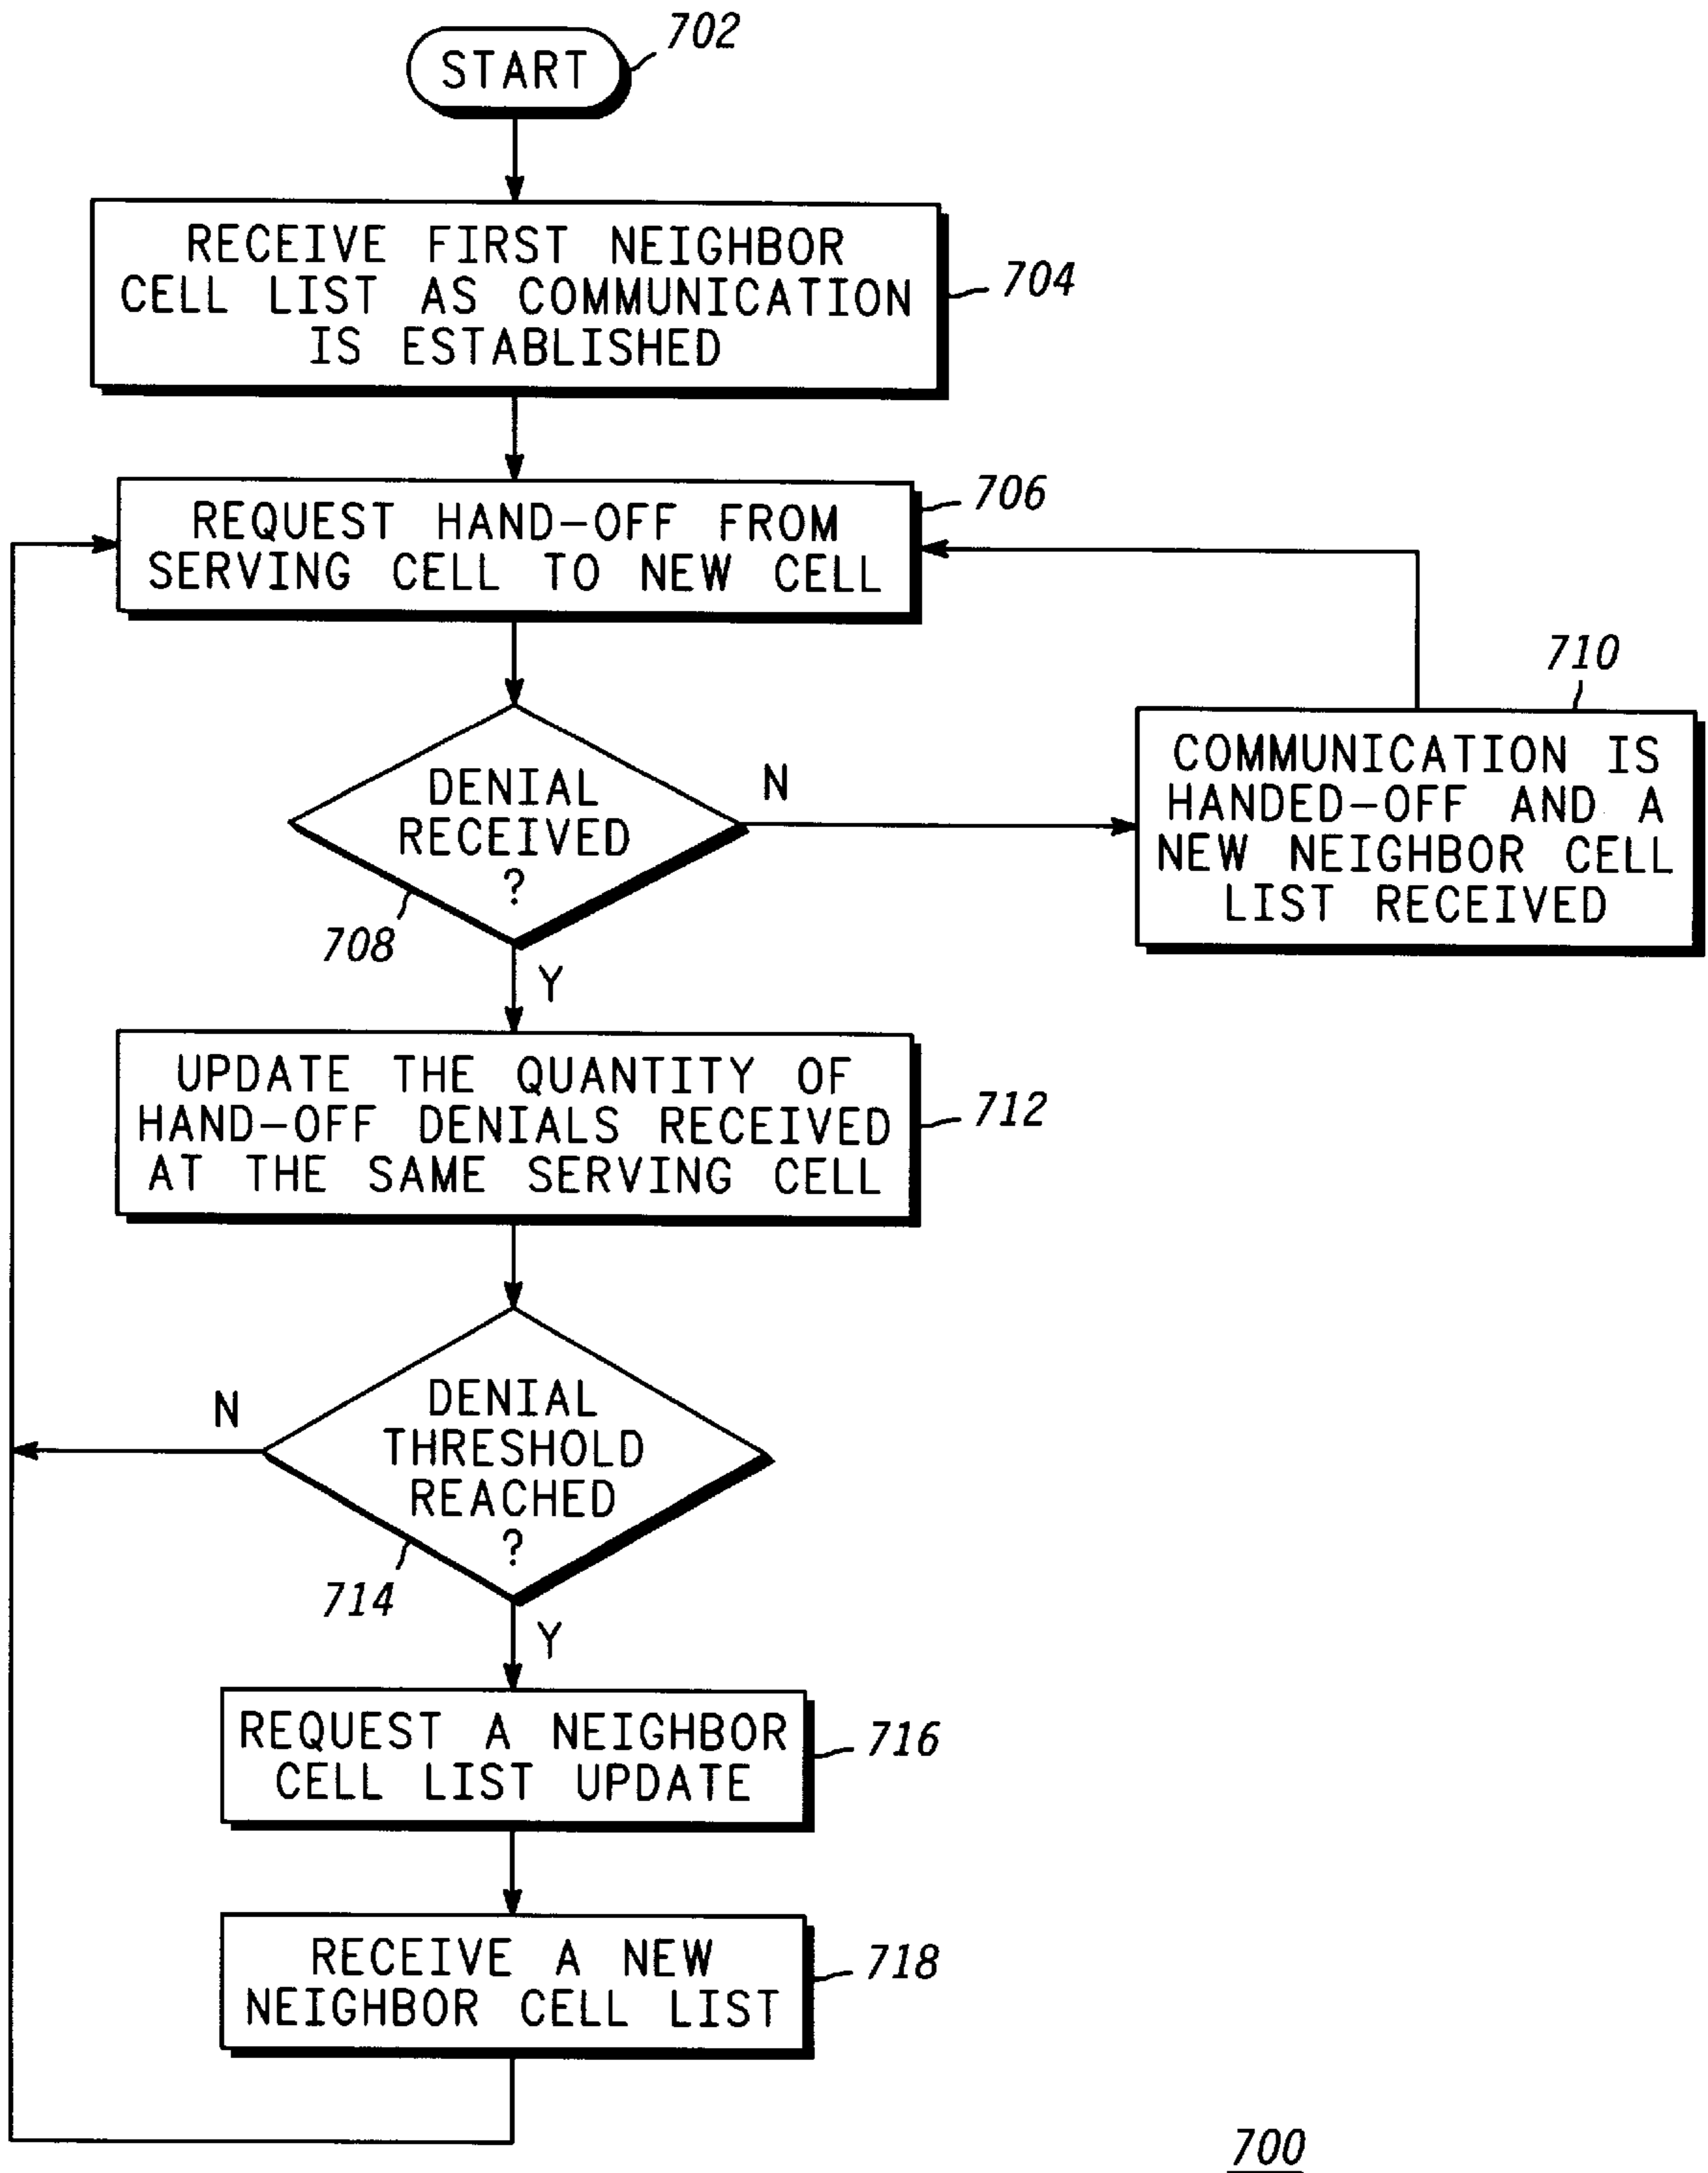 START
702
RECEIVE FIRST NEIGHBOR
CELL LIST AS COMMUNICATION
IS ESTABLISHED
704
REQUEST HAND-OFF FROM
SERVING CELL TO NEW CELL
706
DENIAL
RECEIVED
?
708
N
710
COMMUNICATION IS
HANDED-OFF AND A
NEW NEIGHBOR CELL
LIST RECEIVED
Y
UPDATE THE QUANTITY OF
HAND-OFF DENIALS RECEIVED
AT THE SAME SERVING CELL
712
DENIAL
THRESHOLD
REACHED
?
714
N
Y
REQUEST A NEIGHBOR
CELL LIST UPDATE
716
RECEIVE A NEW
NEIGHBOR CELL LIST
718
700